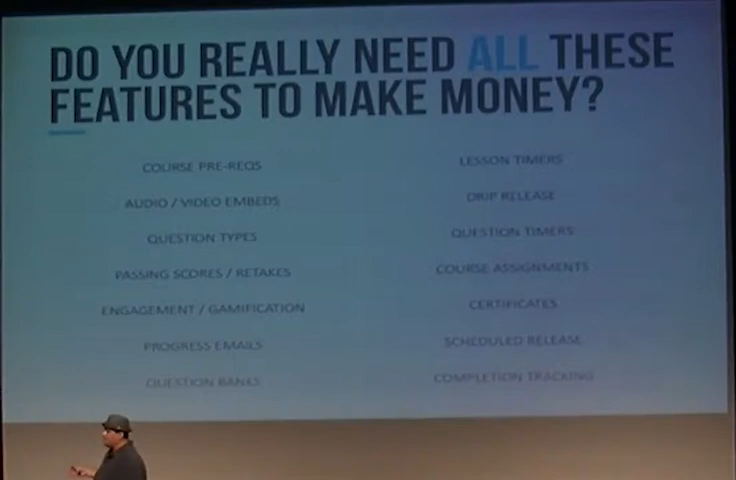 DO YOU REALLY NEED ALL THESE
FEATURES TO MAKE MONEY?
COURSE PRE-REQS
AUDIO / VIDEO EMBEDS
QUESTION TYPES
PASSING SCORES / RETAKES
ENGAGEMENT / GAMIFICATION
PROGRESS EMAILS
QUESTION BANKS
LESSON TIMERS
DRIP RELEASE
QUESTION TIMERS
COURSE ASSIGNMENTS
CERTIFICATES
SCHEDULED RELEASE
COMPLETION TRACKING